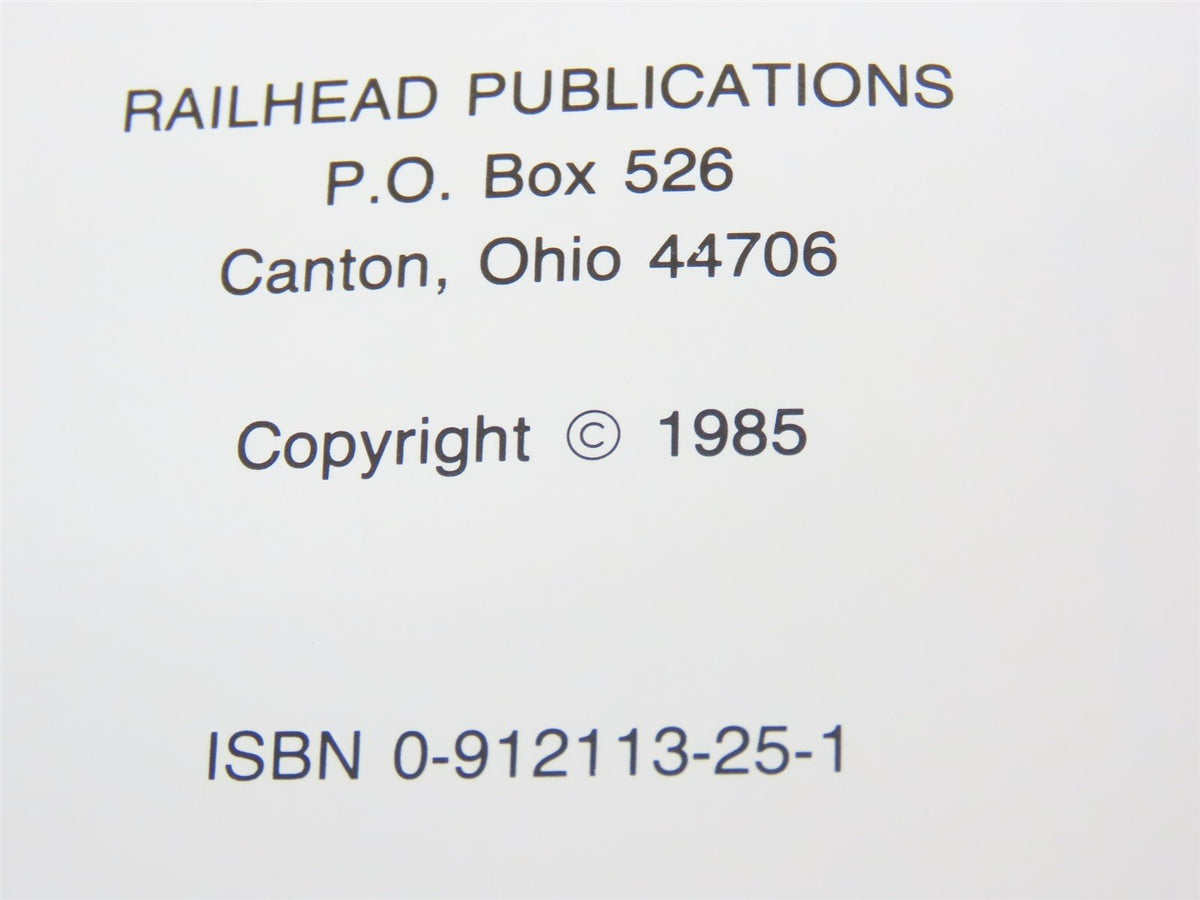 RAILHEAD PUBLICATIONS
P.O. Box 526
Canton, Ohio 44706
Copyright © 1985
ISBN 0-912113-25-1